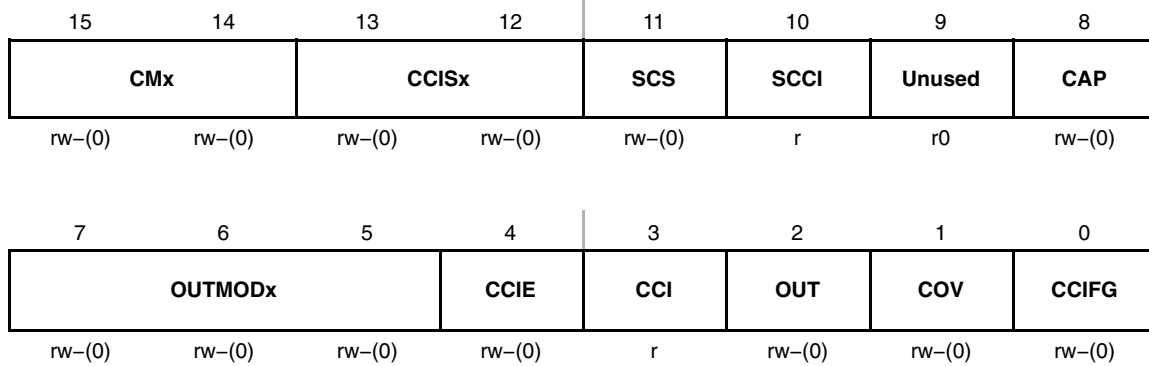 15 14 13 12 11 10 9 8
CMx CCISx SCS SCCI Unused CAP
rw−(0) rw−(0) rw−(0) rw−(0) rw−(0) r r0 rw−(0)
7 6 5 4 3 2 1 0
OUTMODx CCIE CCI OUT COV CCIFG
rw−(0) rw−(0) rw−(0) rw−(0) r rw−(0) rw−(0) rw−(0)